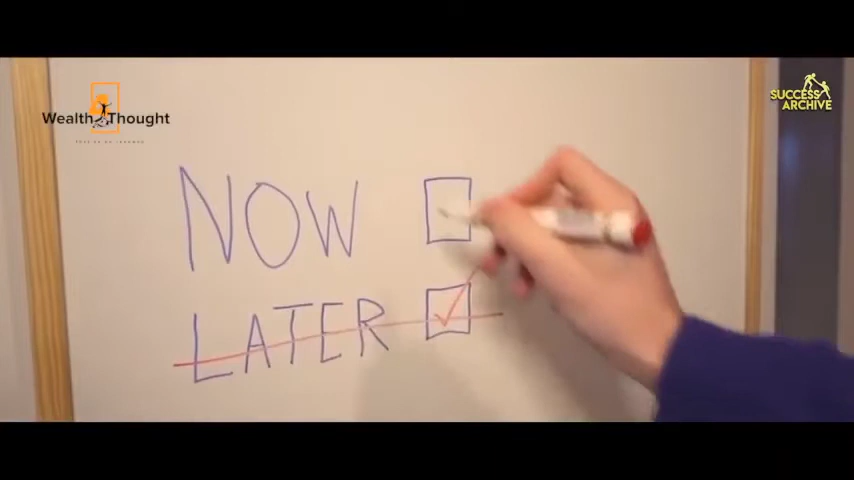 Wealth Thought
SUCCESS
ARCHIVE
NOW
LATER